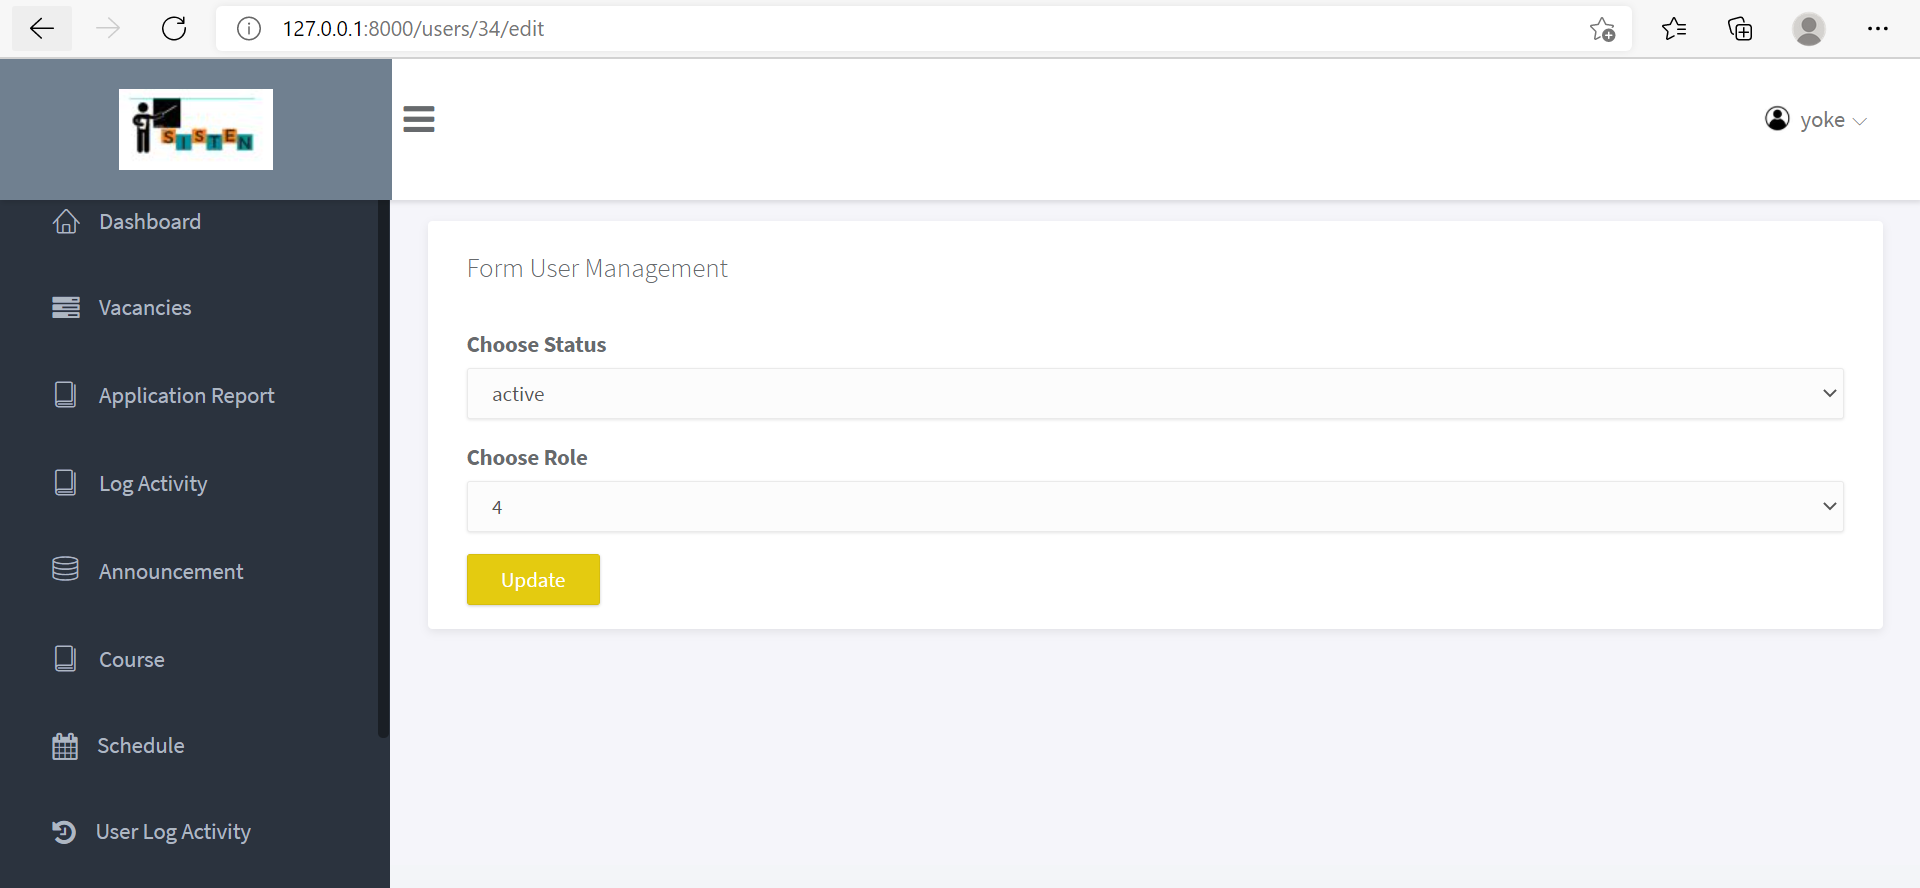 127.0.0.1:8000/users/34/edit
SISTEN
yoke
Dashboard
Vacancies
Application Report
Log Activity
Announcement
Course
Schedule
User Log Activity
Form User Management
Choose Status
active
Choose Role
4
Update